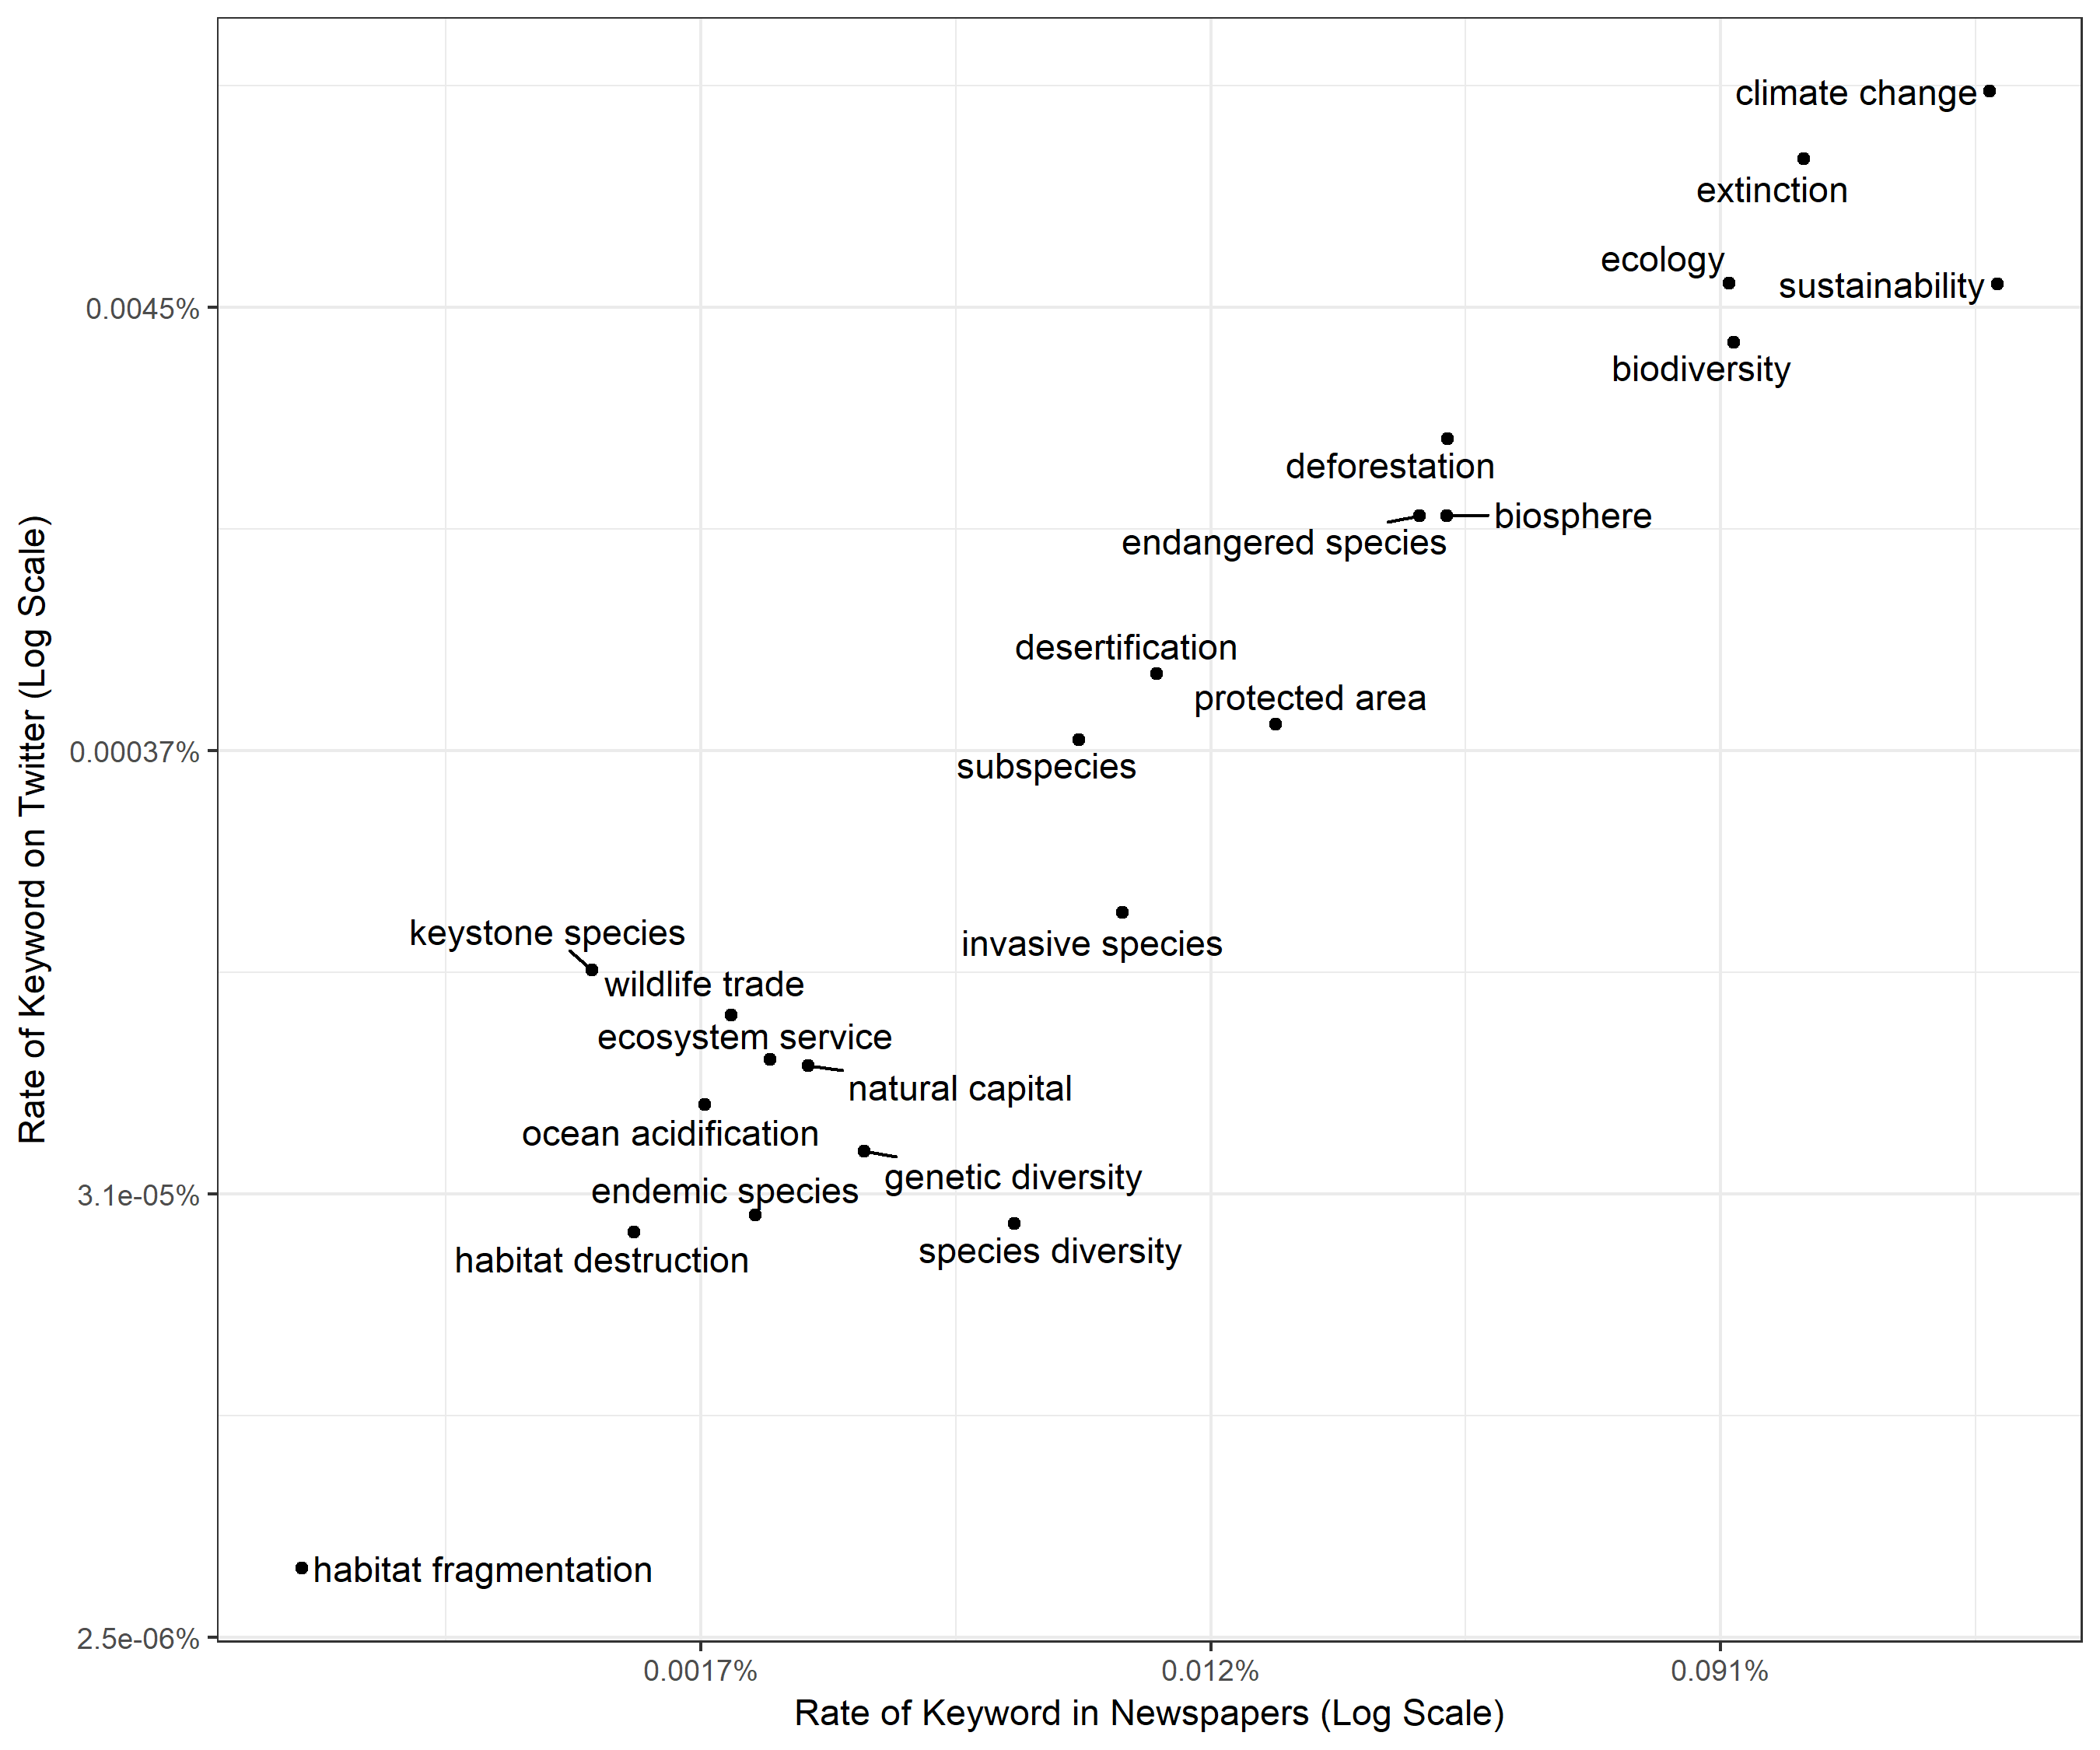 climate change
extinction
ecology
sustainability
0.0045%
biodiversity
deforestation
biosphere
endangered species
desertification
protected area
0.00037%
subspecies
keystone species
invasive species
wildlife trade
ecosystem service
natural capital
ocean acidification
genetic diversity
endemic species
3.1e-05%
species diversity
habitat destruction
habitat fragmentation
2.5e-06%
0.0017%
0.012%
0.091%
Rate of Keyword in Newspapers (Log Scale)
Rate of Keyword on Twitter (Log Scale)